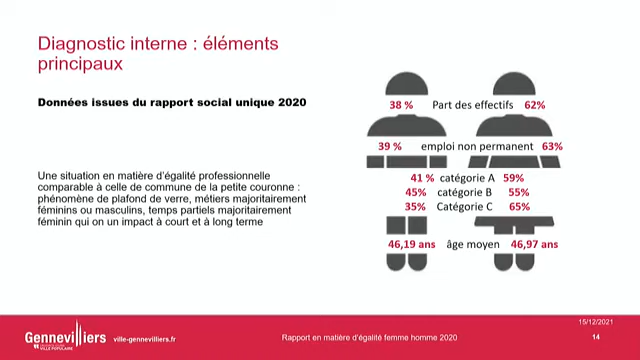 Diagnostic interne : éléments
principaux
Données issues du rapport social unique 2020
Une situation en matière d'égalité professionnelle
comparable à celle de commune de la petite couronne :
phénomène de plafond de verre, métiers majoritairement
féminins ou masculins, temps partiels majoritairement
féminin qui on un impact à court et à long terme
38 % Part des effectifs 62%
39 % emploi non permanent 63%
41 % catégorie A 59%
45% catégorie B 55%
35% Catégorie C 65%
46,19 ans âge moyen 46,97 ans
15/12/2021
Gennevilliers
VILLE POPULAIRE
ville-gennevilliers.fr
Rapport en matière d'égalité femme homme 2020
14